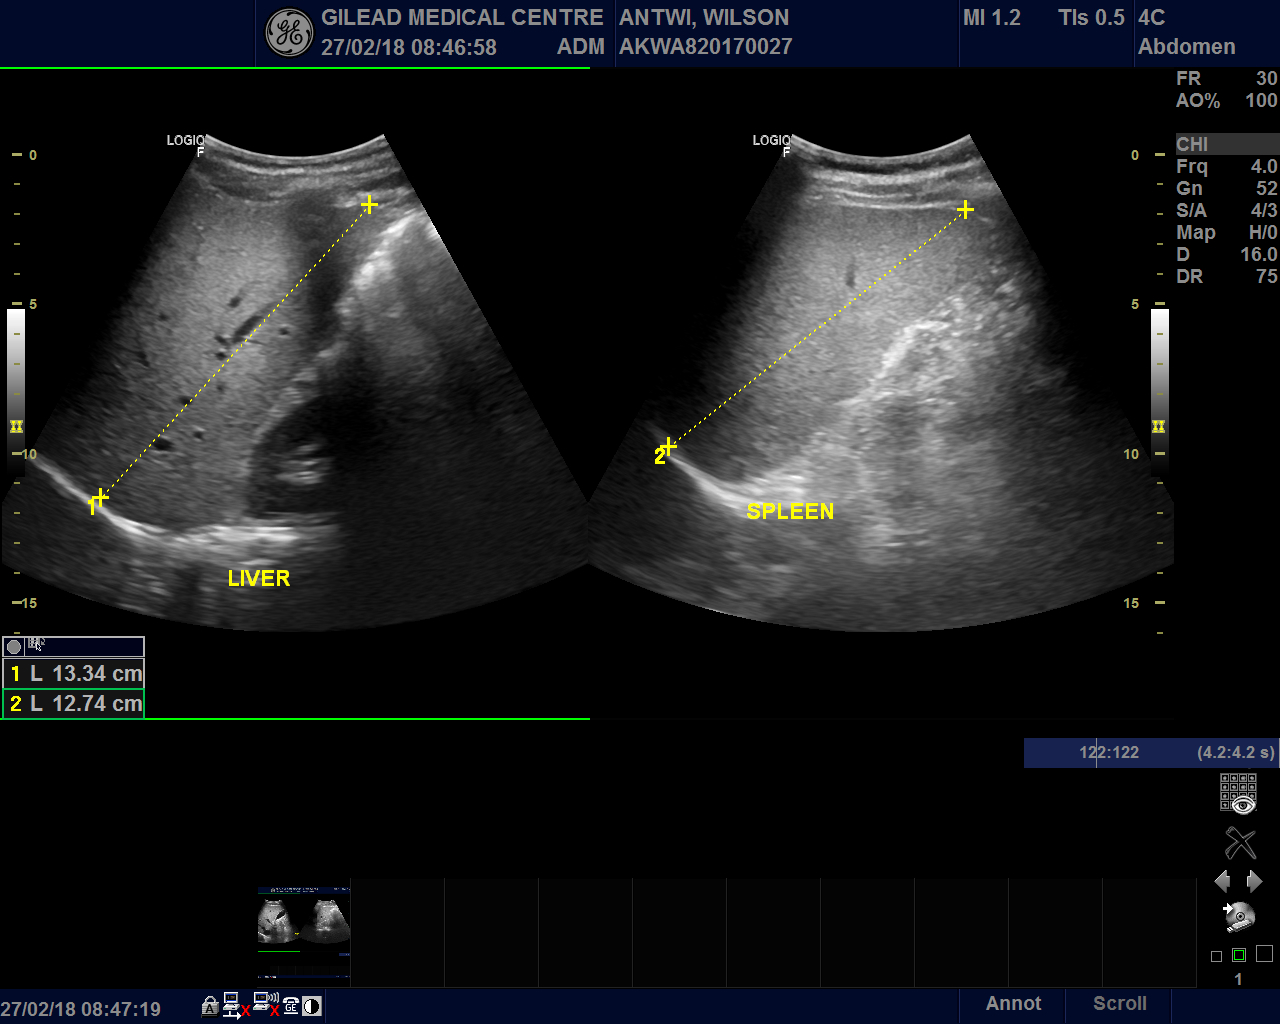 GILEAD MEDICAL CENTRE
27/02/18 08:46:58 ADM
ANTWI, WILSON
AKWA820170027
MI 1.2 TIs 0.5
4C
Abdomen
FR 30
AO% 100
CHI
Frq 4.0
Gn 52
S/A 4/3
Map H/0
D 16.0
DR 75
LOGIQ
F
0
5
10
15
1
LIVER
LOGIQ
F
0
5
10
15
2
SPLEEN
1 L 13.34 cm
2 L 12.74 cm
122:122 (4.2:4.2 s)
1
27/02/18 08:47:19
A
GE
Annot
Scroll